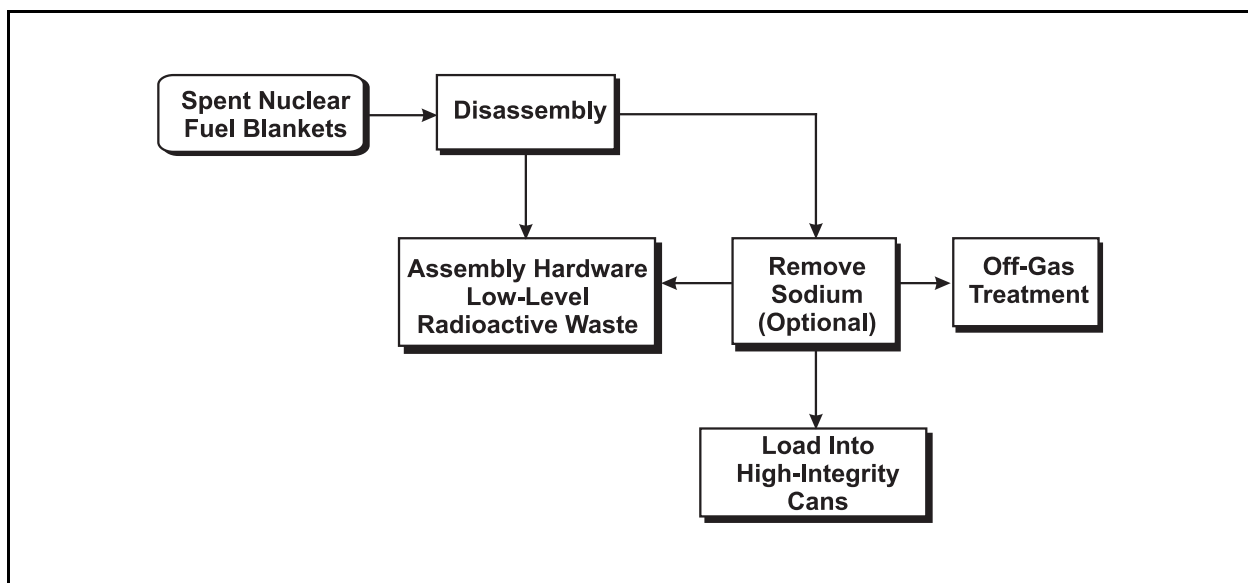 Spent Nuclear
Fuel Blankets
Disassembly
Assembly Hardware
Low-Level
Radioactive Waste
Remove
Sodium
(Optional)
Off-Gas
Treatment
Load Into
High-Integrity
Cans